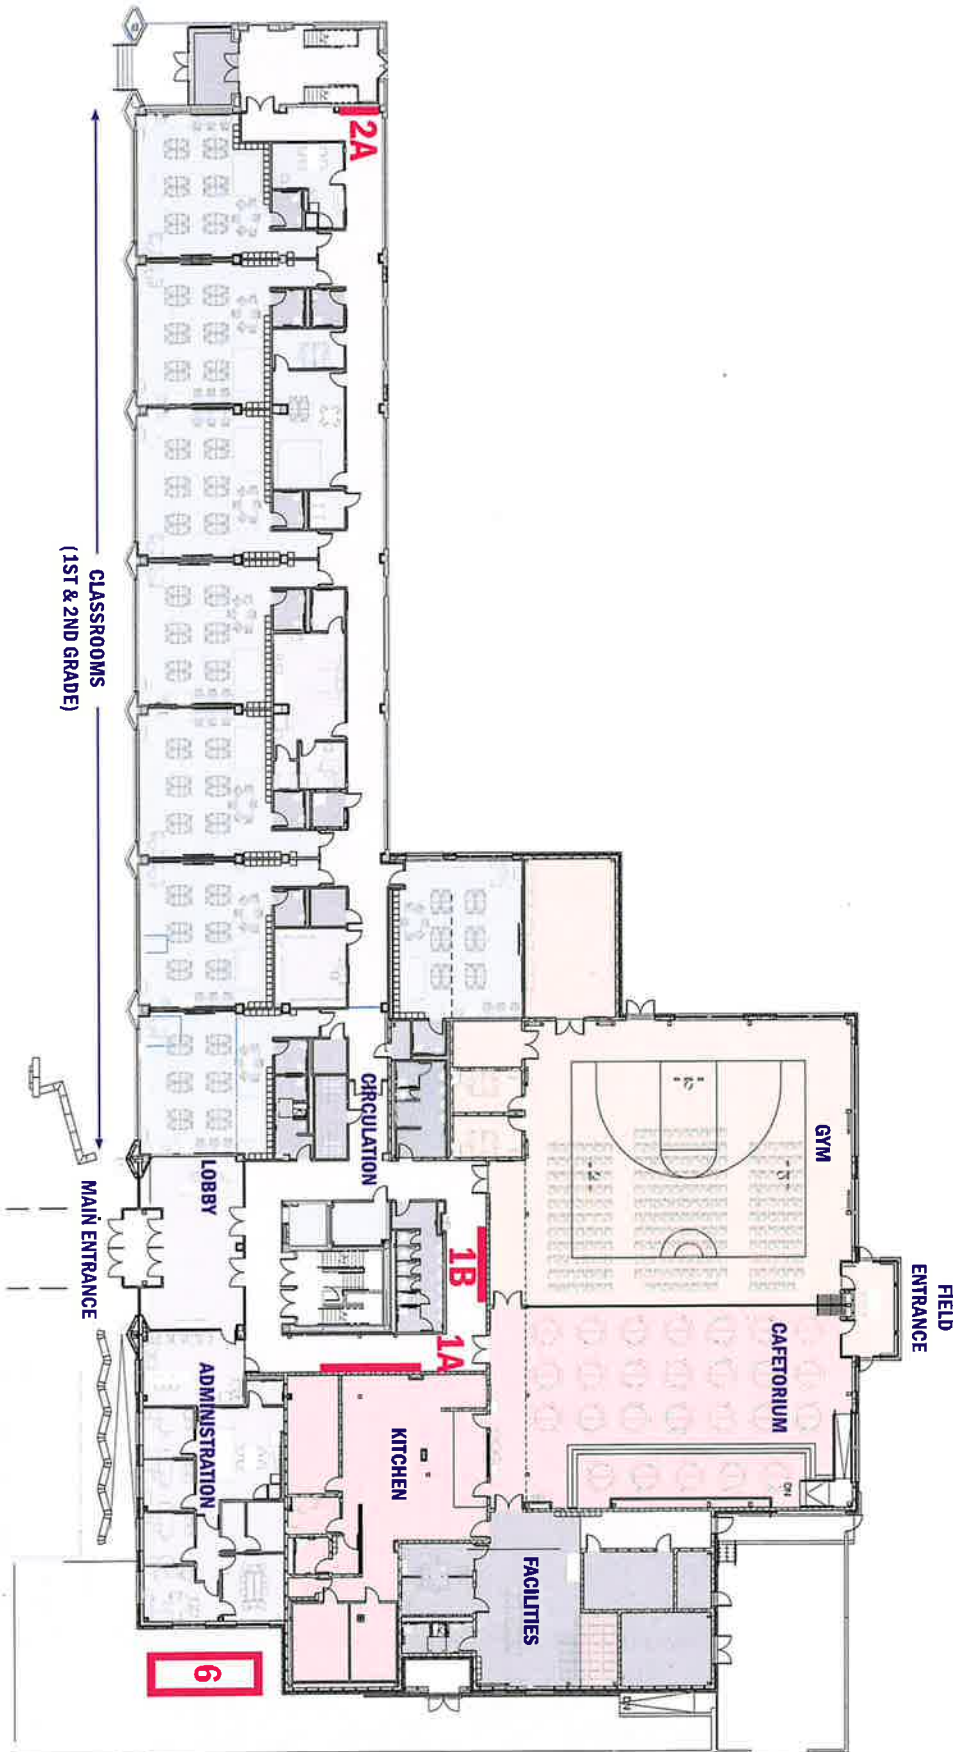 2A
CLASSROOMS
(1ST & 2ND GRADE)
CIRCULATION
GYM
LOBBY
MAIN ENTRANCE
1B
FIELD
ENTRANCE
1A
CAFETORIUM
ADMINISTRATION
KITCHEN
DN
FACILITIES
6